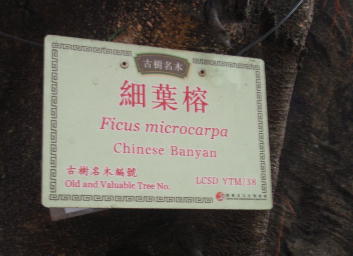 古樹名木
細葉榕
Ficus microcarpa
Chinese Banyan
古樹名木編號
Old and Valuable Tree No.
LCSD YTM/38